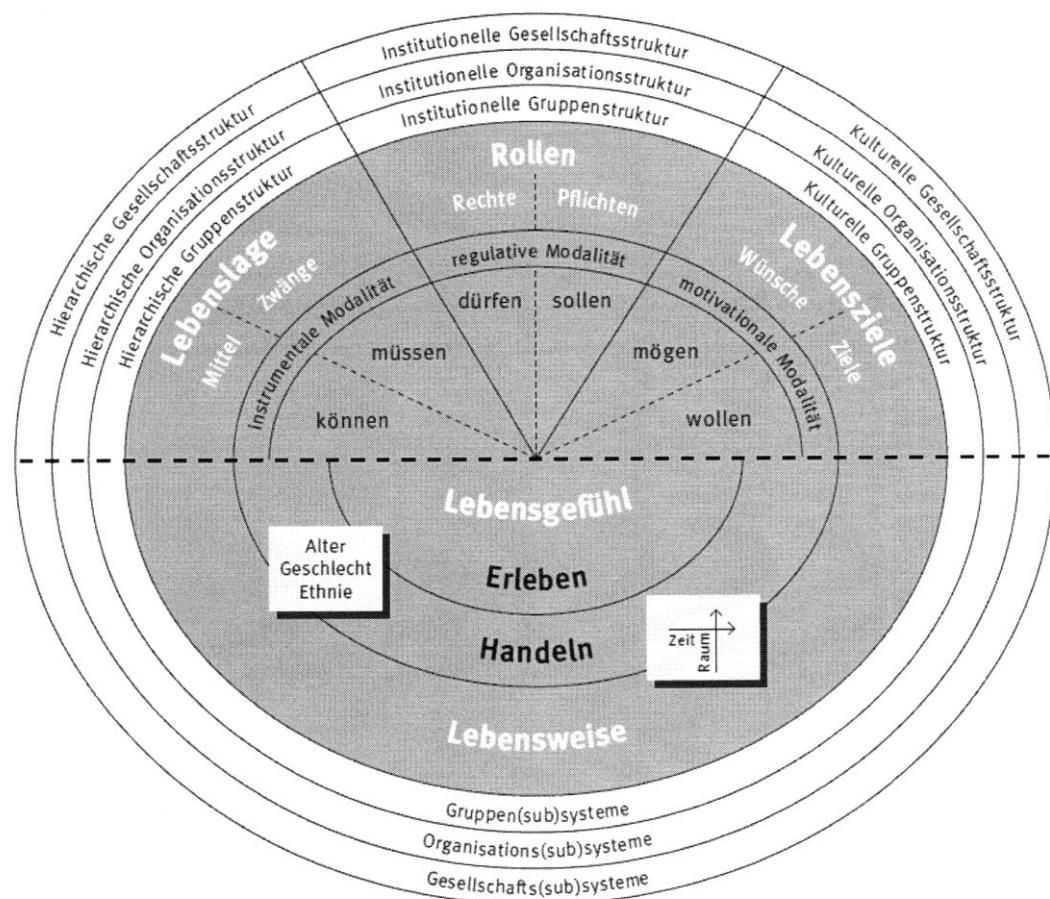 Institutionelle Gesellschaftsstruktur
Institutionelle Organisationsstruktur
Institutionelle Gruppenstruktur
Hierarchische Gesellschaftsstruktur
Hierarchische Organisationsstruktur
Hierarchische Gruppenstruktur
Kulturelle Gesellschaftsstruktur
Kulturelle Organisationsstruktur
Kulturelle Gruppenstruktur
Rollen
Rechte
Pflichten
Lebenslage
Zwänge
Mittel
Lebensziele
Wünsche
Ziele
instrumentale Modalität
regulative Modalität
motivationale Modalität
dürfen
sollen
müssen
mögen
können
wollen
Lebensgefühl
Alter
Geschlecht
Ethnie
Erleben
Zeit
Raum
Handeln
Lebensweise
Gruppen(sub)systeme
Organisations(sub)systeme
Gesellschafts(sub)systeme